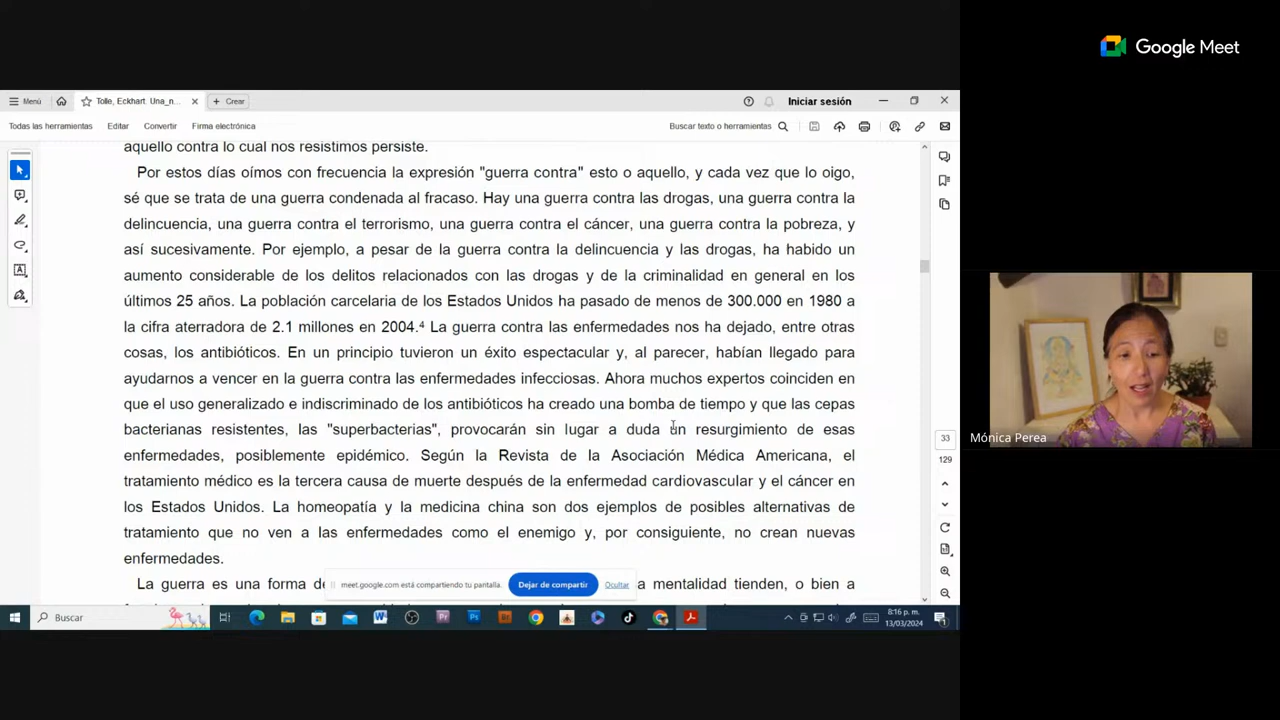 Google Meet
Menú
Tolle, Eckhart Una_n...
Crear
Iniciar sesión
Todas las herramientas
Editar
Convertir
Firma electrónica
Buscar texto o herramientas
aquello contra lo cual nos resistimos persiste.
Por estos días oímos con frecuencia la expresión "guerra contra" esto o aquello, y cada vez que lo oigo,
sé que se trata de una guerra condenada al fracaso. Hay una guerra contra las drogas, una guerra contra la
delincuencia, una guerra contra el terrorismo, una guerra contra el cáncer, una guerra contra la pobreza, y
así sucesivamente. Por ejemplo, a pesar de la guerra contra la delincuencia y las drogas, ha habido un
aumento considerable de los delitos relacionados con las drogas y de la criminalidad en general en los
últimos 25 años. La población carcelaria de los Estados Unidos ha pasado de menos de 300.000 en 1980 a
la cifra aterradora de 2.1 millones en 2004.⁴ La guerra contra las enfermedades nos ha dejado, entre otras
cosas, los antibióticos. En un principio tuvieron un éxito espectacular y, al parecer, habían llegado para
ayudarnos a vencer en la guerra contra las enfermedades infecciosas. Ahora muchos expertos coinciden en
que el uso generalizado e indiscriminado de los antibióticos ha creado una bomba de tiempo y que las cepas
bacterianas resistentes, las "superbacterias", provocarán sin lugar a duda un resurgimiento de esas
enfermedades, posiblemente epidémico. Según la Revista de la Asociación Médica Americana, el
tratamiento médico es la tercera causa de muerte después de la enfermedad cardiovascular y el cáncer en
los Estados Unidos. La homeopatía y la medicina china son dos ejemplos de posibles alternativas de
tratamiento que no ven a las enfermedades como el enemigo y, por consiguiente, no crean nuevas
enfermedades.
La guerra es una forma de
a mentalidad tienden, o bien a
33
129
meet.google.com está compartiendo tu pantalla.
Dejar de compartir
Ocultar
Mónica Perea
Buscar
8:16 p. m.
13/03/2024